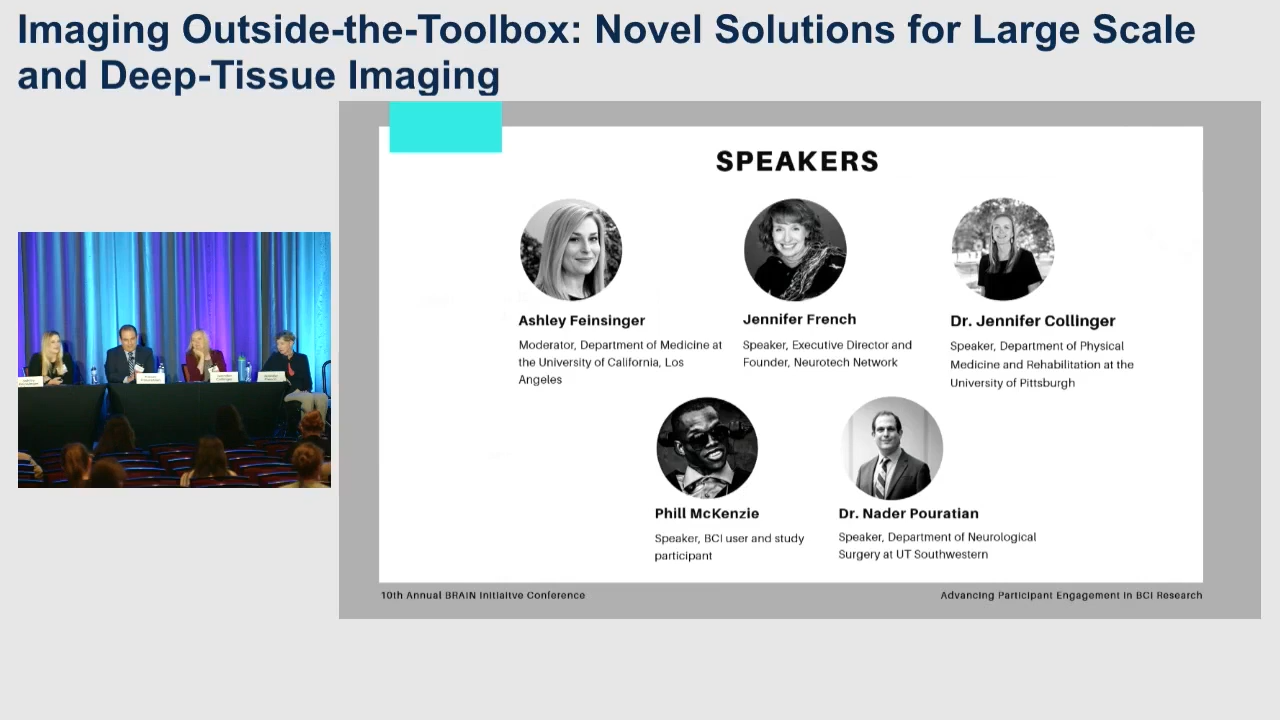 Imaging Outside-the-Toolbox: Novel Solutions for Large Scale
and Deep-Tissue Imaging
SPEAKERS
Ashley Feinsinger
Moderator, Department of Medicine at
the University of California, Los
Angeles
Jennifer French
Speaker, Executive Director and
Founder, Neurotech Network
Dr. Jennifer Collinger
Speaker, Department of Physical
Medicine and Rehabilitation at the
University of Pittsburgh
Phill McKenzie
Speaker, BCI user and study
participant
Dr. Nader Pouratian
Speaker, Department of Neurological
Surgery at UT Southwestern
10th Annual BRAIN Initiaitve Conference
Advancing Participant Engagement in BCI Research